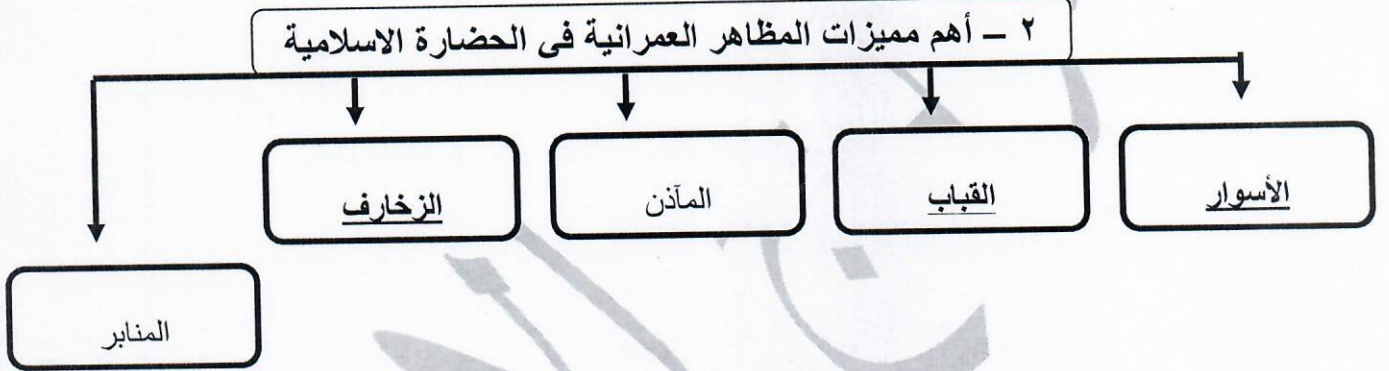 ٢ – أهم مميزات المظاهر العمرانية فى الحضارة الاسلامية
الأسوار
القباب
المآذن
الزخارف
المنابر